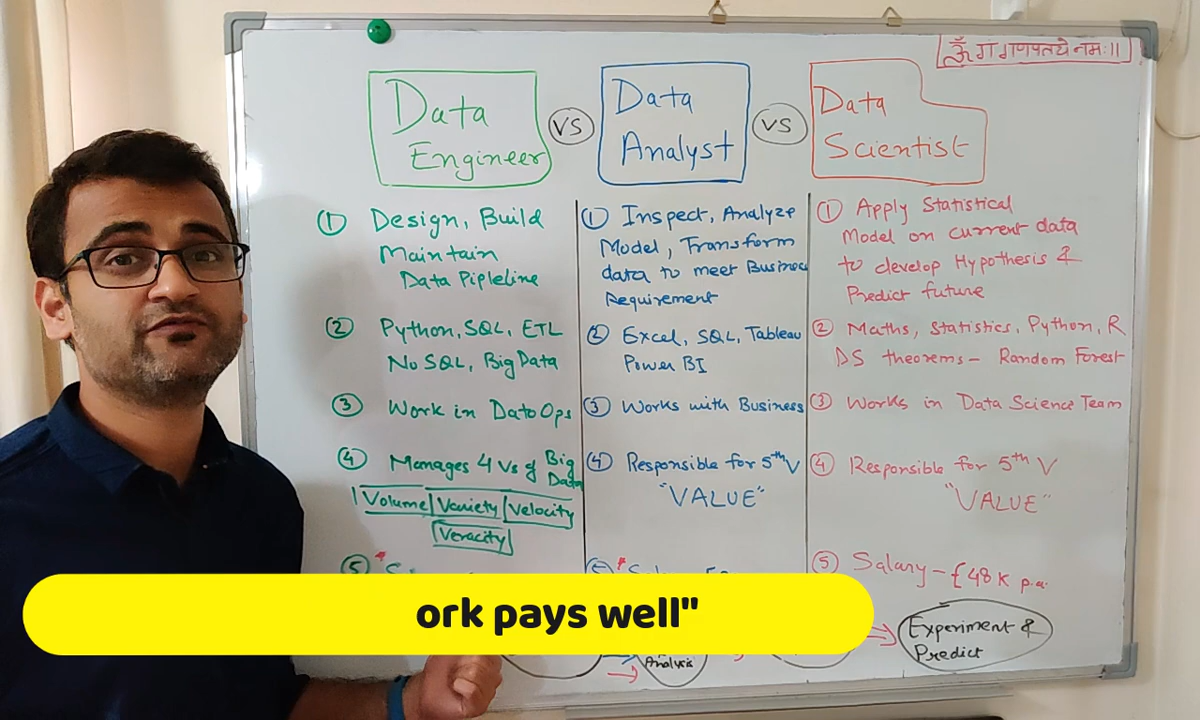 ॐ गं गणपतये नमः॥
Data
Engineer
VS
Data
Analyst
VS
Data
Scientist
① Design, Build
Maintain
Data Pipleline
② Python, SQL, ETL
No SQL, Big Data
③ Work in DataOps
④ Manages 4 Vs of Big
Data
Volume Variety Velocity
Veracity
⑤ *
① Inspect, Analyze
Model, Transform
data to meet Business
Requirement
② Excel, SQL, Tableau
Power BI
③ Works with Business
④ Responsible for 5th V
"VALUE"
*
① Apply Statistical
Model on current data
to develop Hypothesis &
Predict future
② Maths, Statistics, Python, R
DS theorems – Random Forest
③ Works in Data Science Team
④ Responsible for 5th V
"VALUE"
⑤ Salary – £48K p.a.
ork pays well"
Analysis
Experiment &
Predict